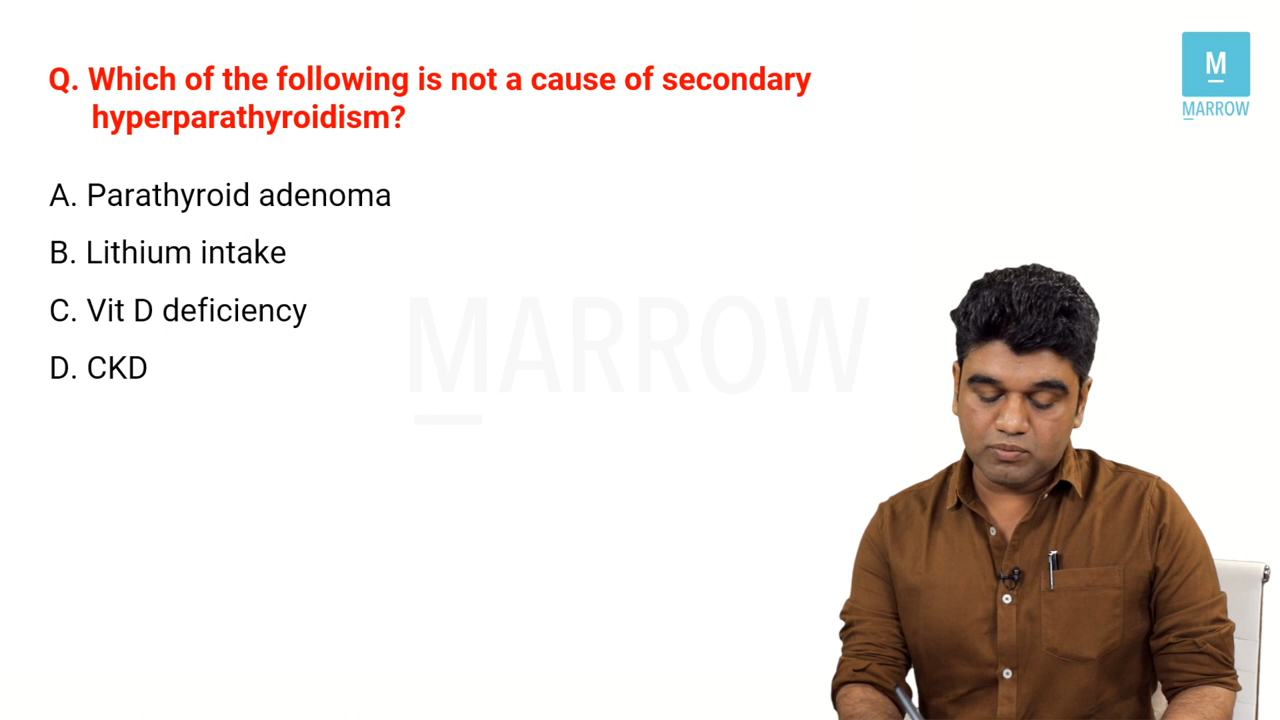 Q. Which of the following is not a cause of secondary
hyperparathyroidism?
M
MARROW
A. Parathyroid adenoma
B. Lithium intake
C. Vit D deficiency
D. CKD
MARROW